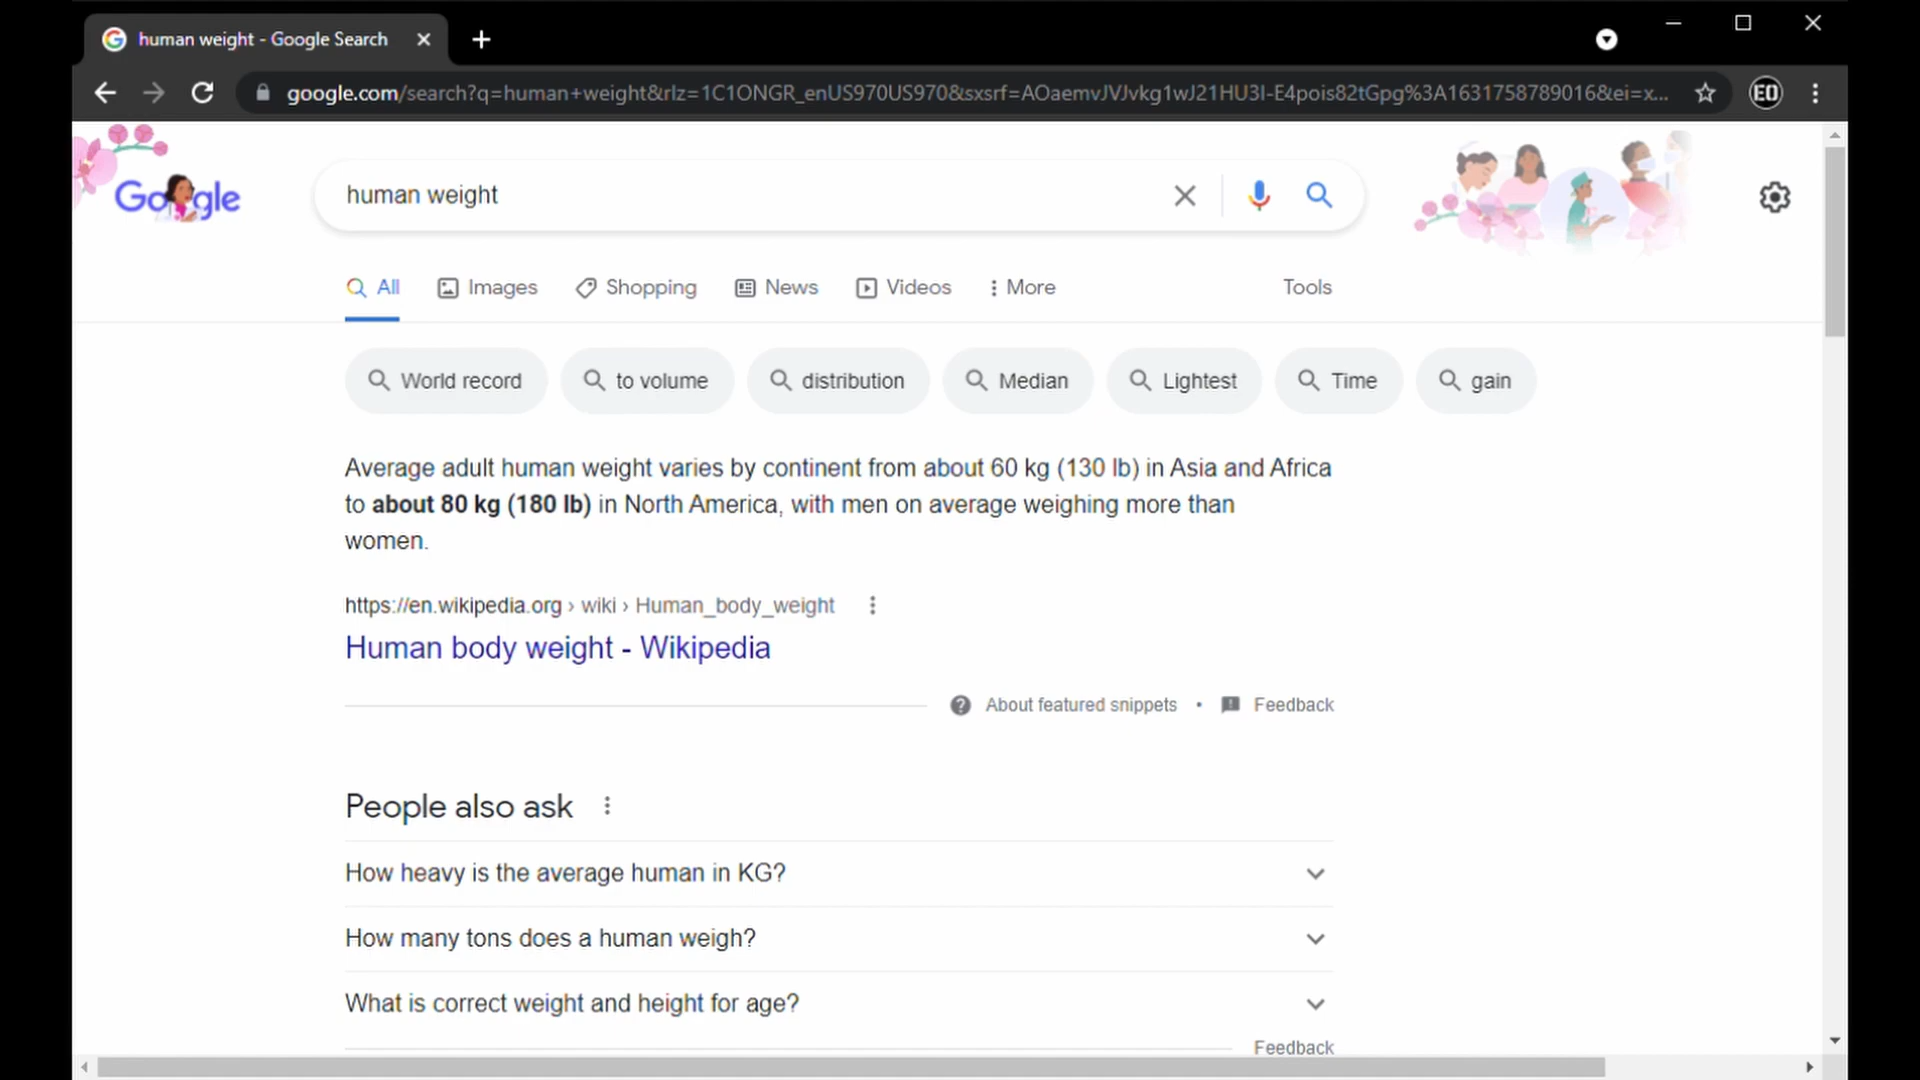 human weight - Google Search
google.com/search?q=human+weight&rlz=1C1ONGR_enUS970US970&sxsrf=AOaemvJVJvkg1wJ21HU3I-E4pois82tGpg%3A1631758789016&ei=x...
EO
Google
human weight
All Images Shopping News Videos More Tools
World record to volume distribution Median Lightest Time gain
Average adult human weight varies by continent from about 60 kg (130 lb) in Asia and Africa
to about 80 kg (180 lb) in North America, with men on average weighing more than
women.
https://en.wikipedia.org › wiki › Human_body_weight
Human body weight - Wikipedia
About featured snippets • Feedback
People also ask
How heavy is the average human in KG?
How many tons does a human weigh?
What is correct weight and height for age?
Feedback